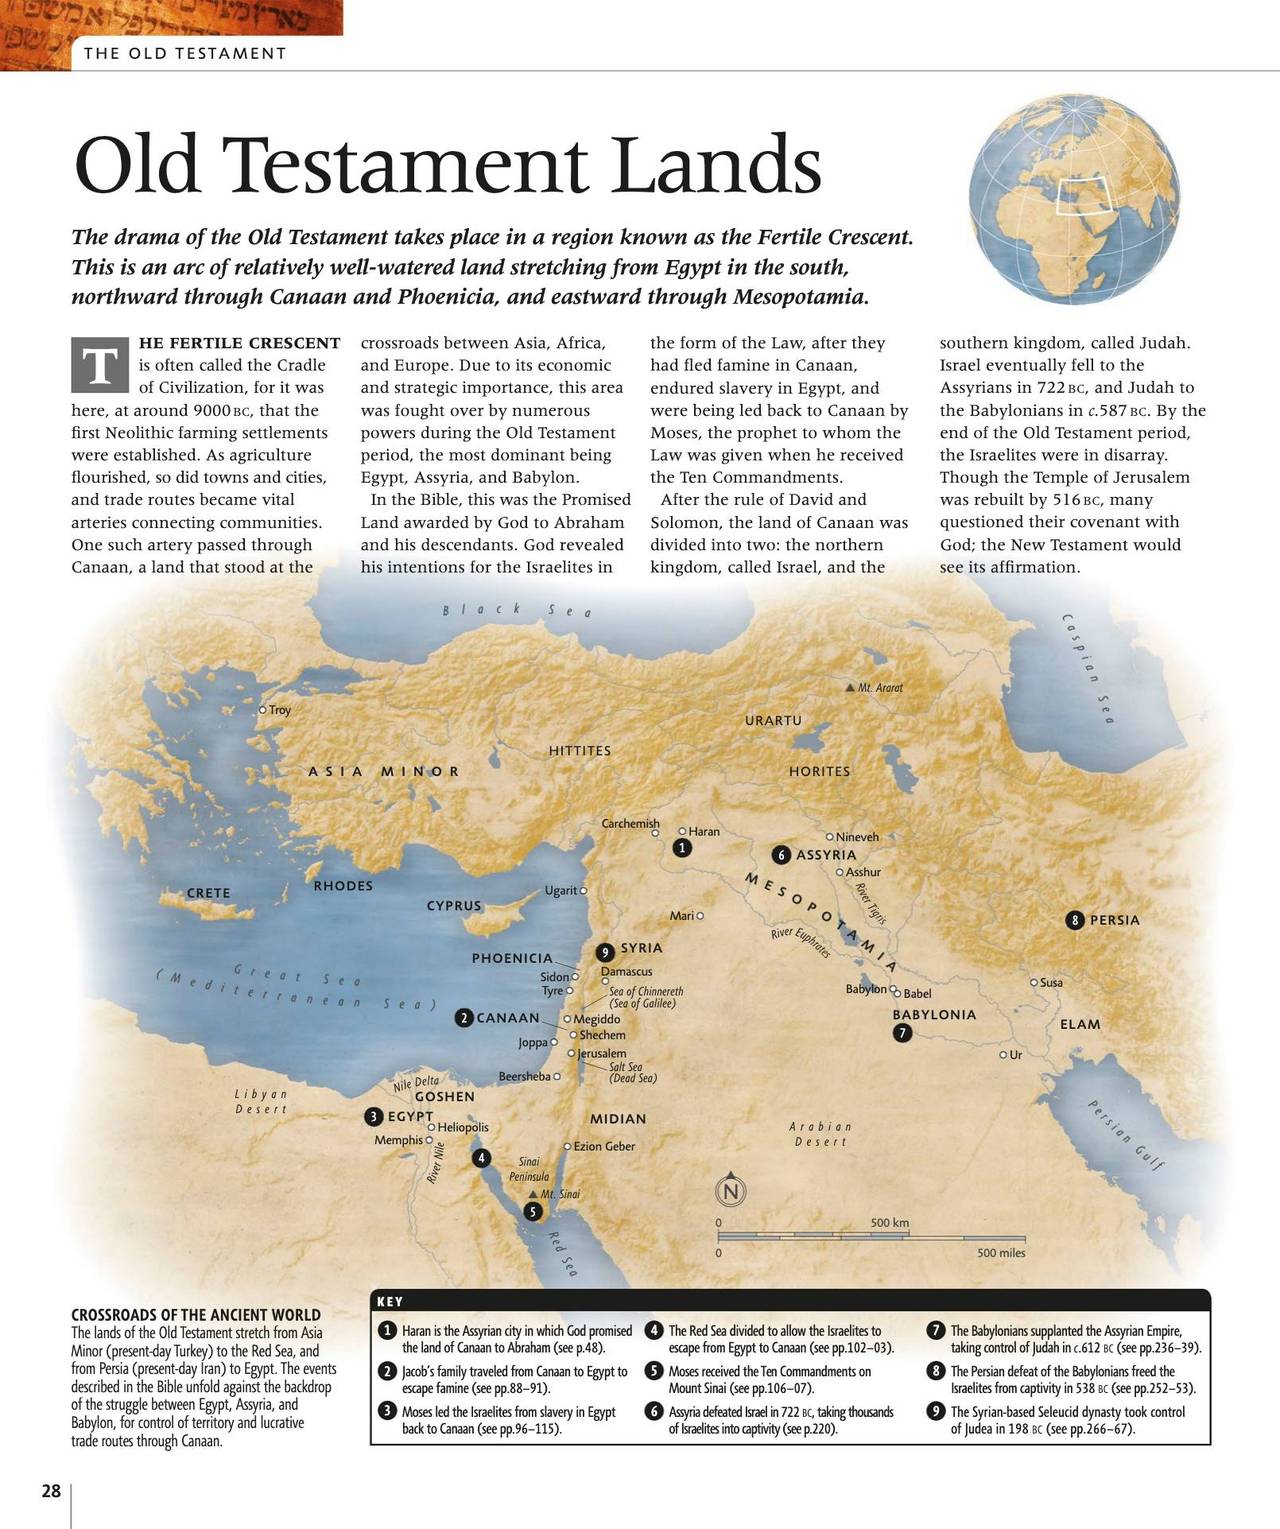 THE OLD TESTAMENT
Old Testament Lands
The drama of the Old Testament takes place in a region known as the Fertile Crescent.
This is an arc of relatively well-watered land stretching from Egypt in the south,
northward through Canaan and Phoenicia, and eastward through Mesopotamia.
THE FERTILE CRESCENT
is often called the Cradle
of Civilization, for it was
here, at around 9000 BC, that the
first Neolithic farming settlements
were established. As agriculture
flourished, so did towns and cities,
and trade routes became vital
arteries connecting communities.
One such artery passed through
Canaan, a land that stood at the
crossroads between Asia, Africa,
and Europe. Due to its economic
and strategic importance, this area
was fought over by numerous
powers during the Old Testament
period, the most dominant being
Egypt, Assyria, and Babylon.
In the Bible, this was the Promised
Land awarded by God to Abraham
and his descendants. God revealed
his intentions for the Israelites in
the form of the Law, after they
had fled famine in Canaan,
endured slavery in Egypt, and
were being led back to Canaan by
Moses, the prophet to whom the
Law was given when he received
the Ten Commandments.
After the rule of David and
Solomon, the land of Canaan was
divided into two: the northern
kingdom, called Israel, and the
southern kingdom, called Judah.
Israel eventually fell to the
Assyrians in 722 BC, and Judah to
the Babylonians in c.587 BC. By the
end of the Old Testament period,
the Israelites were in disarray.
Though the Temple of Jerusalem
was rebuilt by 516 BC, many
questioned their covenant with
God; the New Testament would
see its affirmation.
Black Sea
Caspian Sea
Mt. Ararat
Troy
URARTU
HITTITES
ASIA MINOR
HORITES
Carchemish
Haran
1
Nineveh
6 ASSYRIA
Asshur
MESOPOTAMIA
River Tigris
RHODES
CRETE
Ugarit
CYPRUS
Mari
8 PERSIA
River Euphrates
9 SYRIA
PHOENICIA
Great Sea
(Mediterranean Sea)
Sidon
Damascus
Tyre
Sea of Chinnereth
(Sea of Galilee)
Babylon
Babel
Susa
2 CANAAN
Megiddo
BABYLONIA
7
ELAM
Shechem
Joppa
Jerusalem
Ur
Salt Sea
(Dead Sea)
Beersheba
Nile Delta
Libyan
Desert
GOSHEN
3 EGYPT
MIDIAN
Heliopolis
Arabian
Desert
Persian Gulf
Memphis
Ezion Geber
River Nile
4
Sinai
Peninsula
Mt. Sinai
5
N
Red Sea
0
500 km
0
500 miles
CROSSROADS OF THE ANCIENT WORLD
The lands of the Old Testament stretch from Asia
Minor (present-day Turkey) to the Red Sea, and
from Persia (present-day Iran) to Egypt. The events
described in the Bible unfold against the backdrop
of the struggle between Egypt, Assyria, and
Babylon, for control of territory and lucrative
trade routes through Canaan.
KEY
1 Haran is the Assyrian city in which God promised
the land of Canaan to Abraham (see p.48).
2 Jacob's family traveled from Canaan to Egypt to
escape famine (see pp.88–91).
3 Moses led the Israelites from slavery in Egypt
back to Canaan (see pp.96–115).
4 The Red Sea divided to allow the Israelites to
escape from Egypt to Canaan (see pp.102–03).
5 Moses received the Ten Commandments on
Mount Sinai (see pp.106–07).
6 Assyria defeated Israel in 722 BC, taking thousands
of Israelites into captivity (see p.220).
7 The Babylonians supplanted the Assyrian Empire,
taking control of Judah in c.612 BC (see pp.236–39).
8 The Persian defeat of the Babylonians freed the
Israelites from captivity in 538 BC (see pp.252–53).
9 The Syrian-based Seleucid dynasty took control
of Judea in 198 BC (see pp.266–67).
28